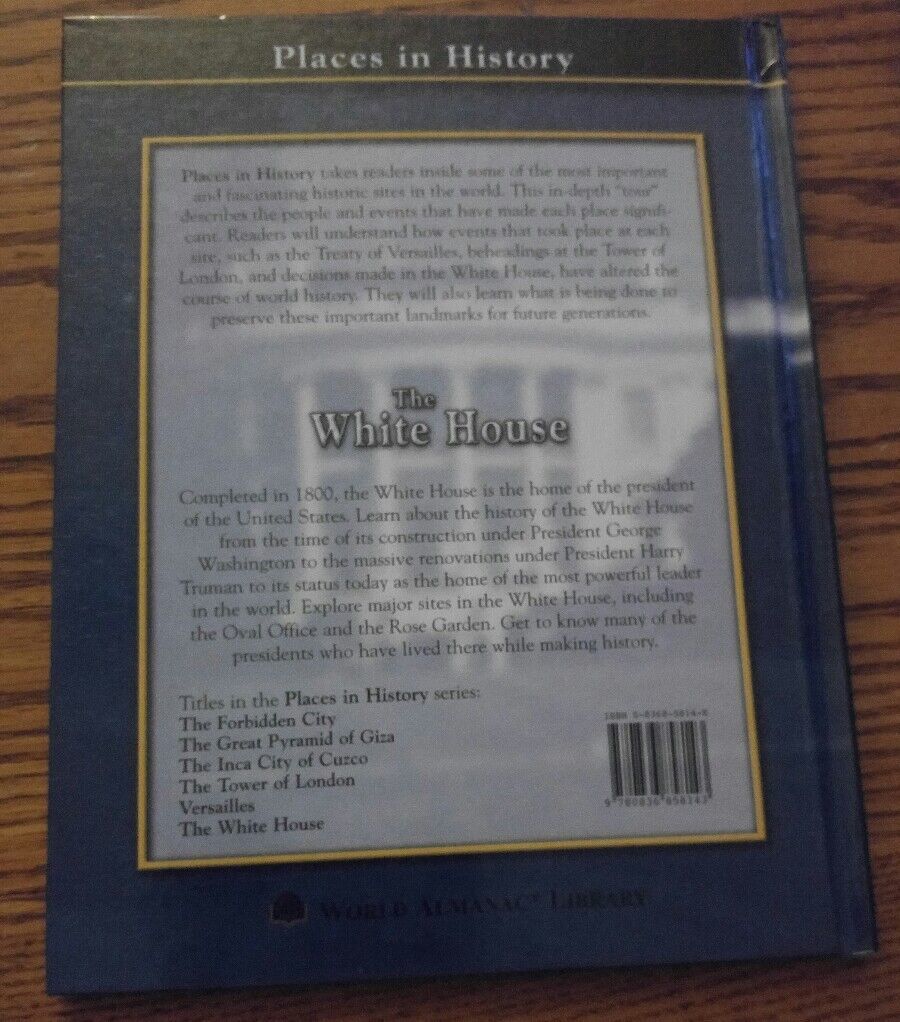 Places in History
Places in History takes readers inside some of the most important
and fascinating historic sites in the world. This in-depth "tour"
describes the people and events that have made each place signifi-
cant. Readers will understand how events that took place at each
site, such as the Treaty of Versailles, beheadings at the Tower of
London, and decisions made in the White House, have altered the
course of world history. They will also learn what is being done to
preserve these important landmarks for future generations.
The
White House
Completed in 1800, the White House is the home of the president
of the United States. Learn about the history of the White House
from the time of its construction under President George
Washington to the massive renovations under President Harry
Truman to its status today as the home of the most powerful leader
in the world. Explore major sites in the White House, including
the Oval Office and the Rose Garden. Get to know many of the
presidents who have lived there while making history.
Titles in the Places in History series:
The Forbidden City
The Great Pyramid of Giza
The Inca City of Cuzco
The Tower of London
Versailles
The White House
ISBN 0-8368-5814-X
9 780836 858143
World Almanac® Library